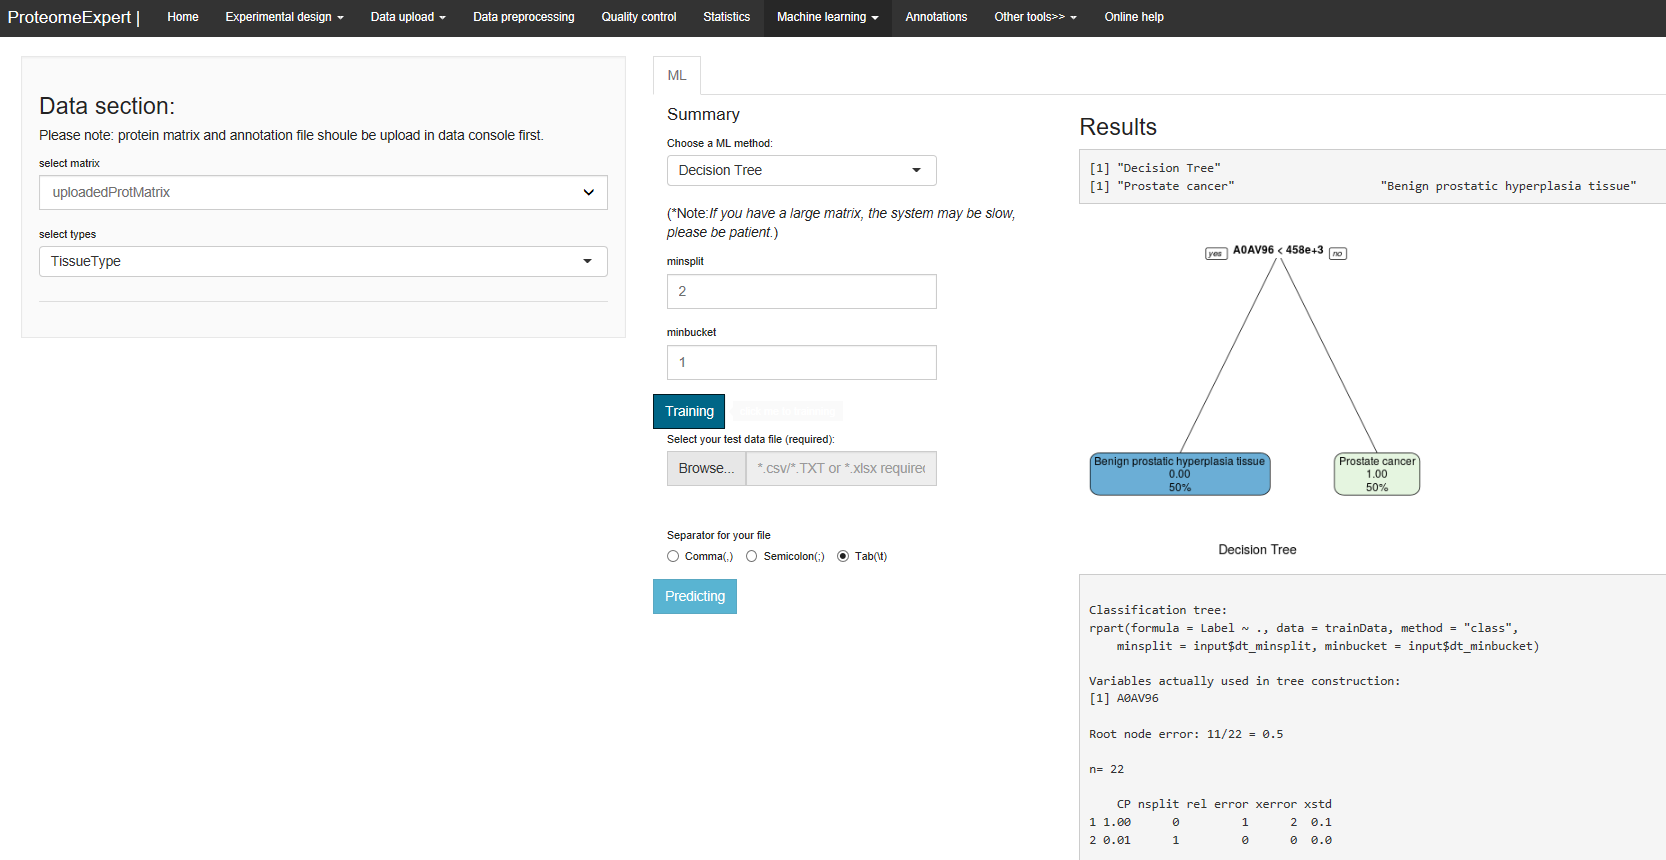 ProteomeExpert | Home Experimental design Data upload Data preprocessing Quality control Statistics Machine learning Annotations Other tools>> Online help
Data section:
Please note: protein matrix and annotation file shoule be upload in data console first.
select matrix
uploadedProtMatrix
select types
TissueType
ML
Summary
Choose a ML method:
Decision Tree
(*Note:If you have a large matrix, the system may be slow,
please be patient.)
minsplit
2
minbucket
1
Training
Select your test data file (required):
Browse... *.csv/*.TXT or *.xlsx required
Separator for your file
Comma(,) Semicolon(;) Tab(\t)
Predicting
Results
[1] "Decision Tree"
[1] "Prostate cancer" "Benign prostatic hyperplasia tissue"
yes A0AV96 < 458e+3 no
Benign prostatic hyperplasia tissue
0.00
50%
Prostate cancer
1.00
50%
Decision Tree
Classification tree:
rpart(formula = Label ~ ., data = trainData, method = "class",
minsplit = input$dt_minsplit, minbucket = input$dt_minbucket)
Variables actually used in tree construction:
[1] A0AV96
Root node error: 11/22 = 0.5
n= 22
CP nsplit rel error xerror xstd
1 1.00 0 1 2 0.1
2 0.01 1 0 0 0.0